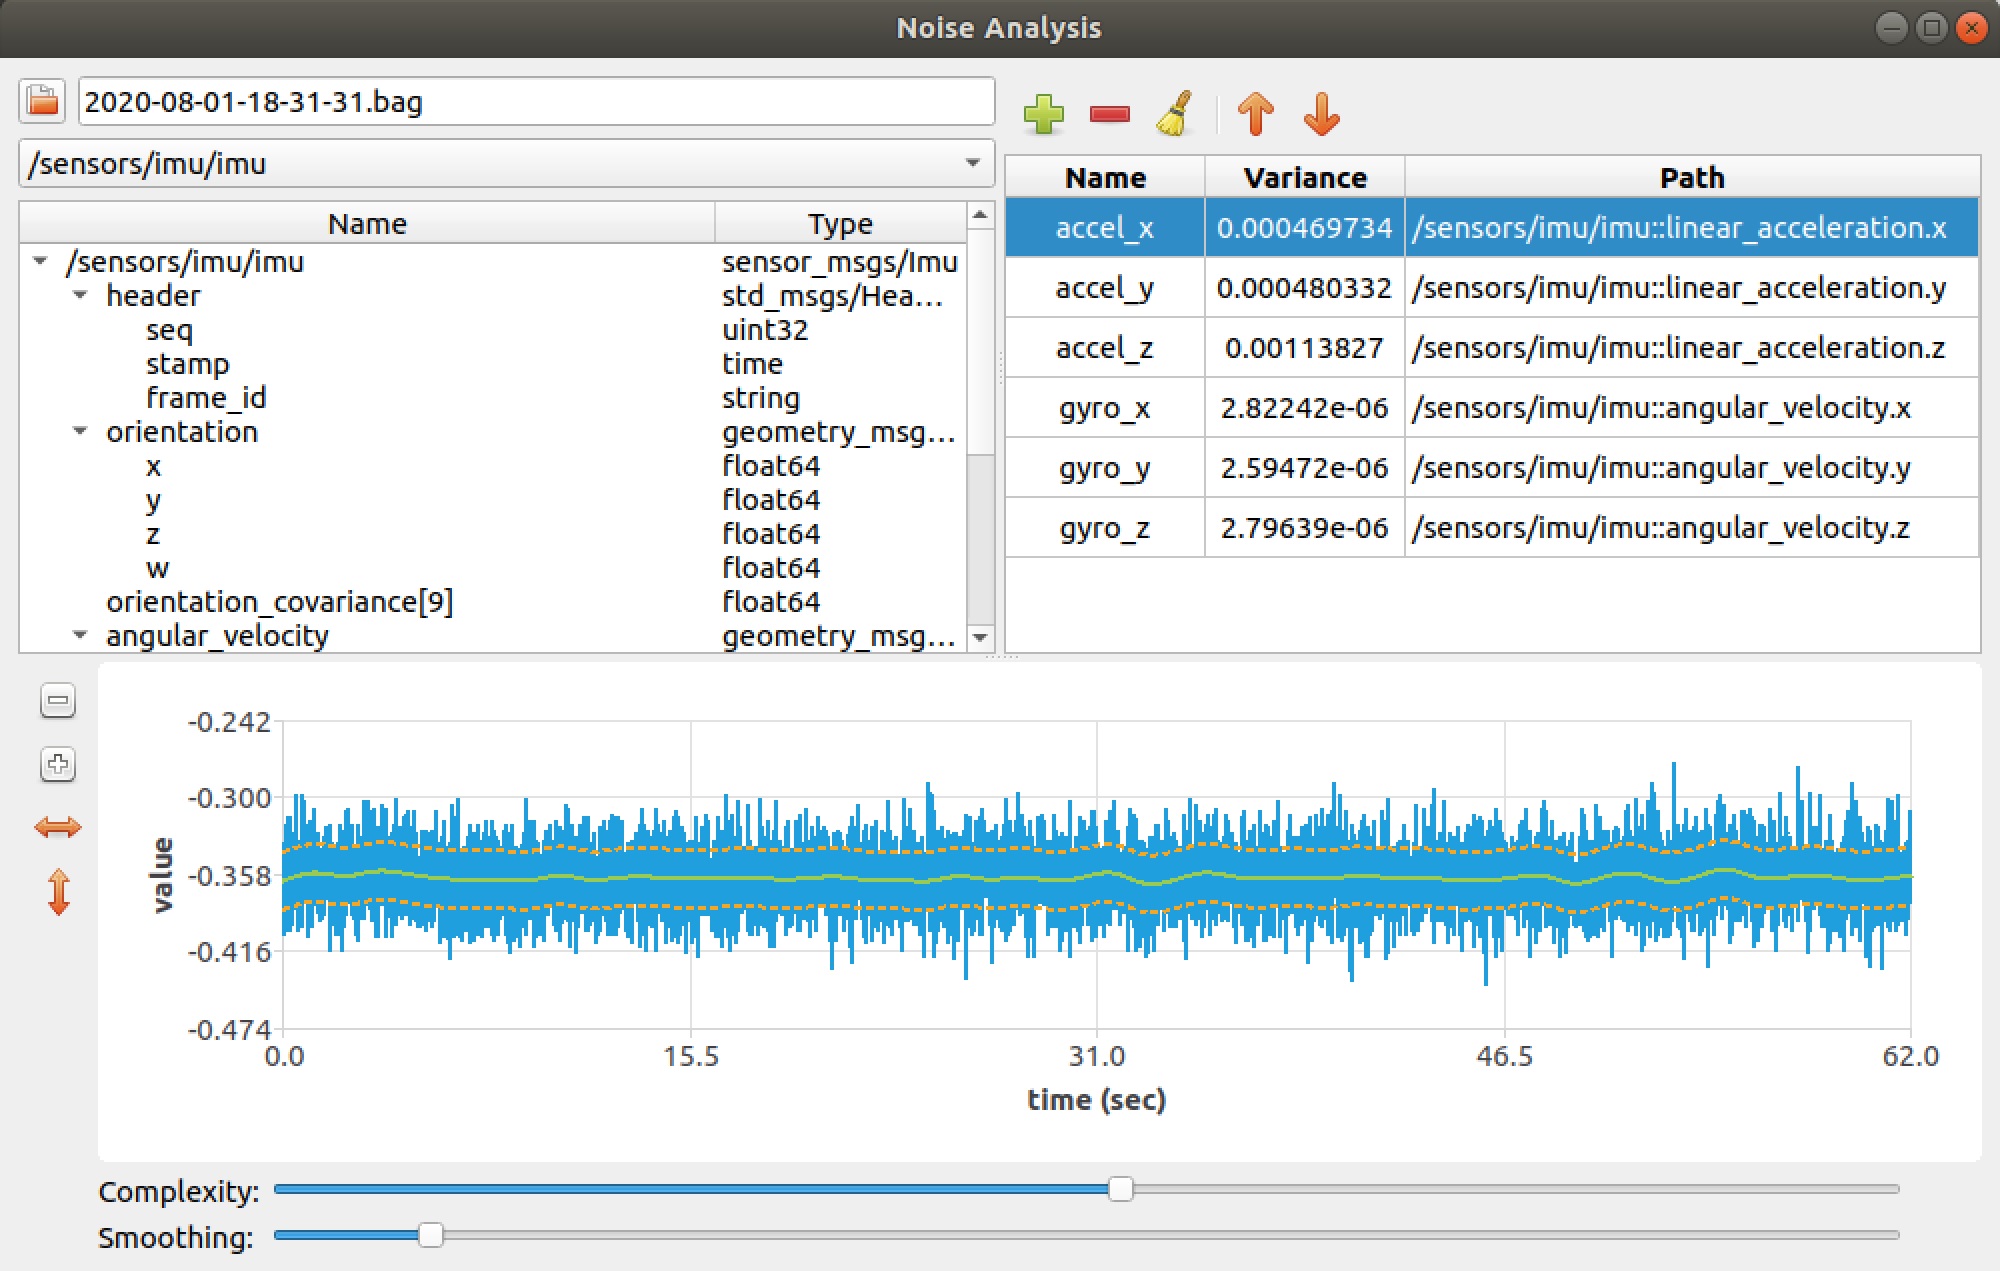 Noise Analysis
2020-08-01-18-31-31.bag
/sensors/imu/imu
Name Type
/sensors/imu/imu sensor_msgs/Imu
header std_msgs/Hea...
seq uint32
stamp time
frame_id string
orientation geometry_msg...
x float64
y float64
z float64
w float64
orientation_covariance[9] float64
angular_velocity geometry_msg...
Name Variance Path
accel_x 0.000469734 /sensors/imu/imu::linear_acceleration.x
accel_y 0.000480332 /sensors/imu/imu::linear_acceleration.y
accel_z 0.00113827 /sensors/imu/imu::linear_acceleration.z
gyro_x 2.82242e-06 /sensors/imu/imu::angular_velocity.x
gyro_y 2.59472e-06 /sensors/imu/imu::angular_velocity.y
gyro_z 2.79639e-06 /sensors/imu/imu::angular_velocity.z
value
-0.242
-0.300
-0.358
-0.416
-0.474
0.0 15.5 31.0 46.5 62.0
time (sec)
Complexity:
Smoothing: